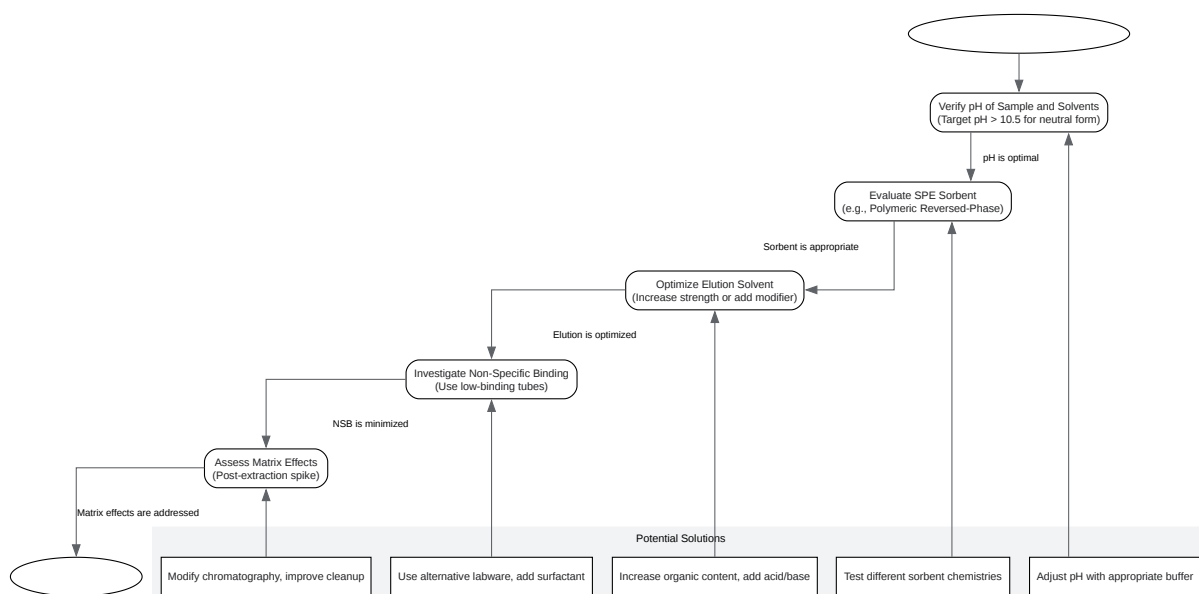 Verify pH of Sample and Solvents
(Target pH > 10.5 for neutral form)
pH is optimal
Evaluate SPE Sorbent
(e.g., Polymeric Reversed-Phase)
Sorbent is appropriate
Optimize Elution Solvent
(Increase strength or add modifier)
Elution is optimized
Investigate Non-Specific Binding
(Use low-binding tubes)
NSB is minimized
Assess Matrix Effects
(Post-extraction spike)
Matrix effects are addressed
Potential Solutions
Modify chromatography, improve cleanup
Use alternative labware, add surfactant
Increase organic content, add acid/base
Test different sorbent chemistries
Adjust pH with appropriate buffer